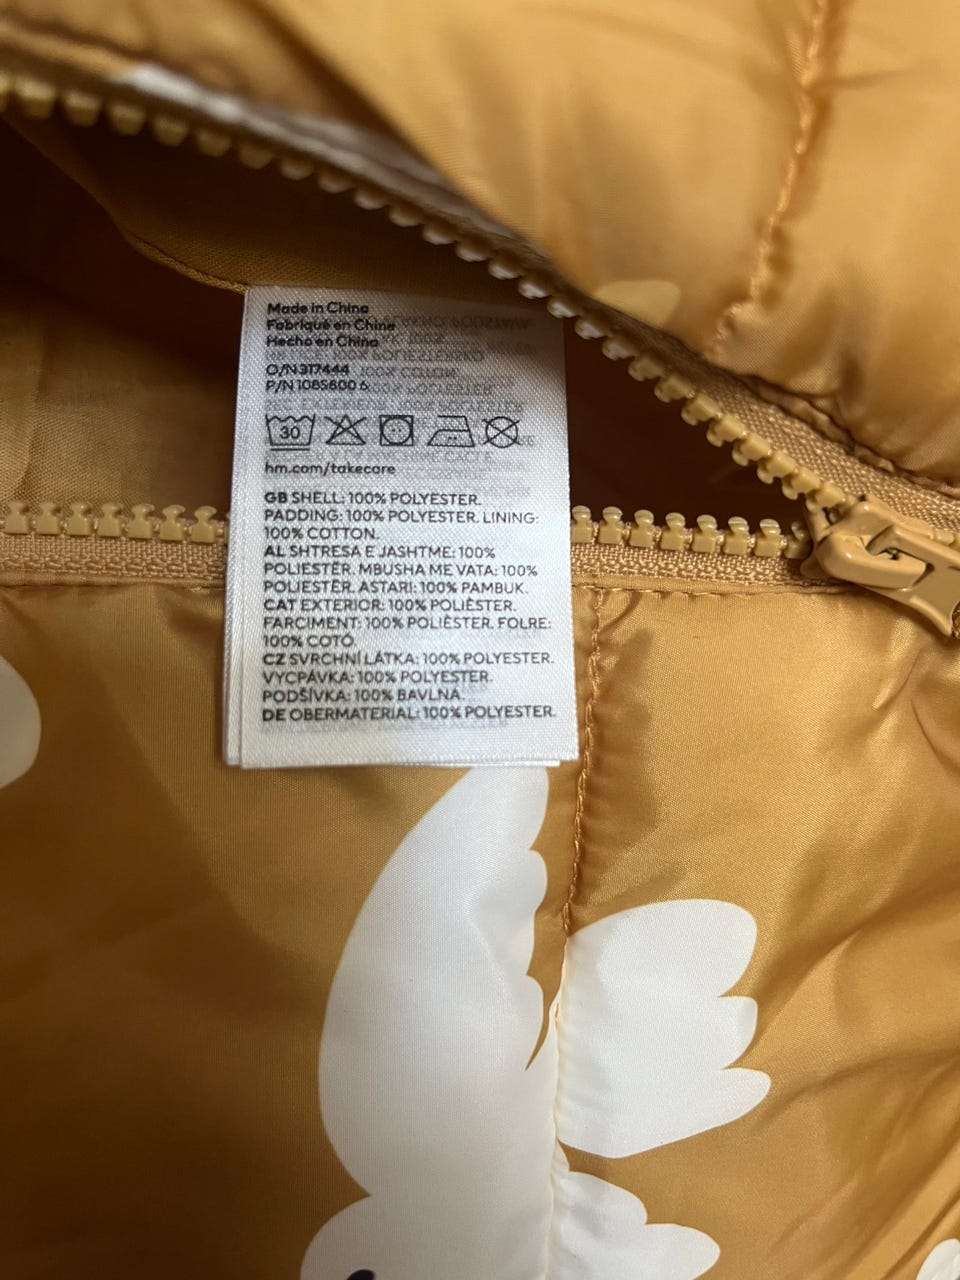 Made in China
Fabriqué en Chine
Hecho en China
O/N 317444
P/N 1085800 6
30
hm.com/takecare
GB SHELL: 100% POLYESTER.
PADDING: 100% POLYESTER. LINING:
100% COTTON.
AL SHTRESA E JASHTME: 100%
POLIESTËR. MBUSHA ME VATA: 100%
POLIESTËR. ASTARI: 100% PAMBUK.
CAT EXTERIOR: 100% POLIÈSTER.
FARCIMENT: 100% POLIÈSTER. FOLRE:
100% COTÓ.
CZ SVRCHNÍ LÁTKA: 100% POLYESTER.
VYCPÁVKA: 100% POLYESTER.
PODŠÍVKA: 100% BAVLNA.
DE OBERMATERIAL: 100% POLYESTER.